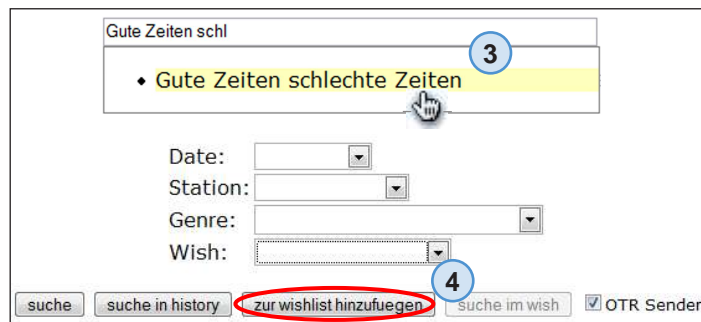 Gute Zeiten schl
3
• Gute Zeiten schlechte Zeiten
Date:
Station:
Genre:
Wish:
4
suche suche in history zur wishlist hinzufuegen suche im wish OTR Sender